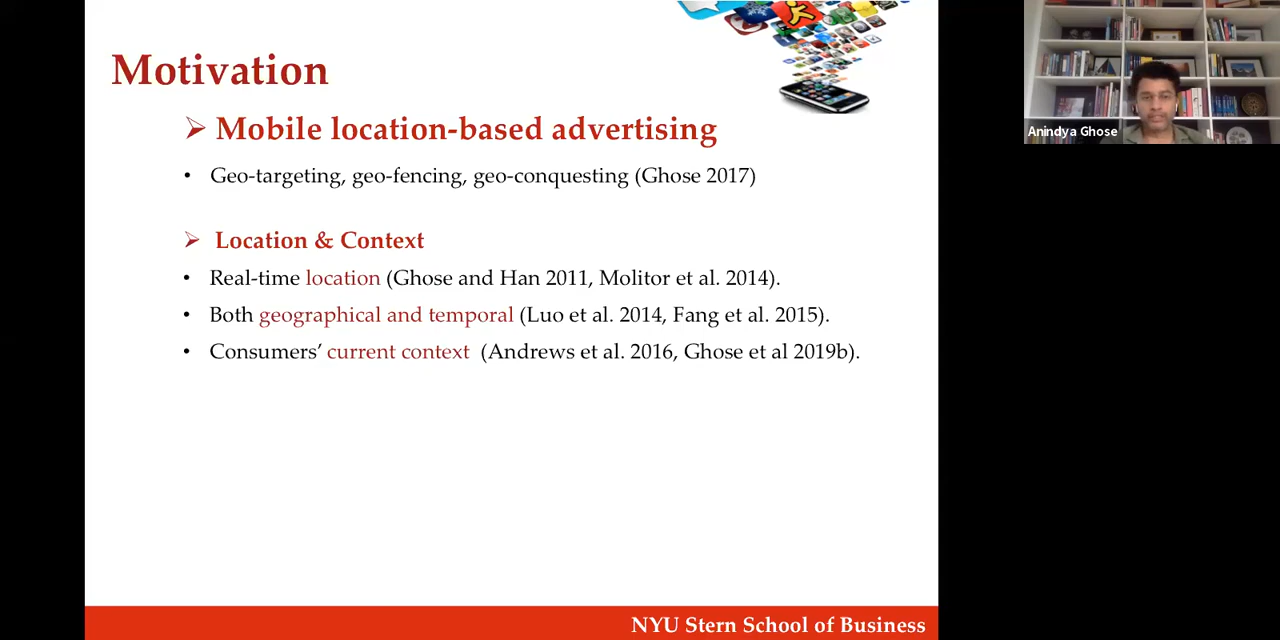 Motivation
Mobile location-based advertising
Geo-targeting, geo-fencing, geo-conquesting (Ghose 2017)
Location & Context
Real-time location (Ghose and Han 2011, Molitor et al. 2014).
Both geographical and temporal (Luo et al. 2014, Fang et al. 2015).
Consumers’ current context (Andrews et al. 2016, Ghose et al 2019b).
NYU Stern School of Business
Anindya Ghose